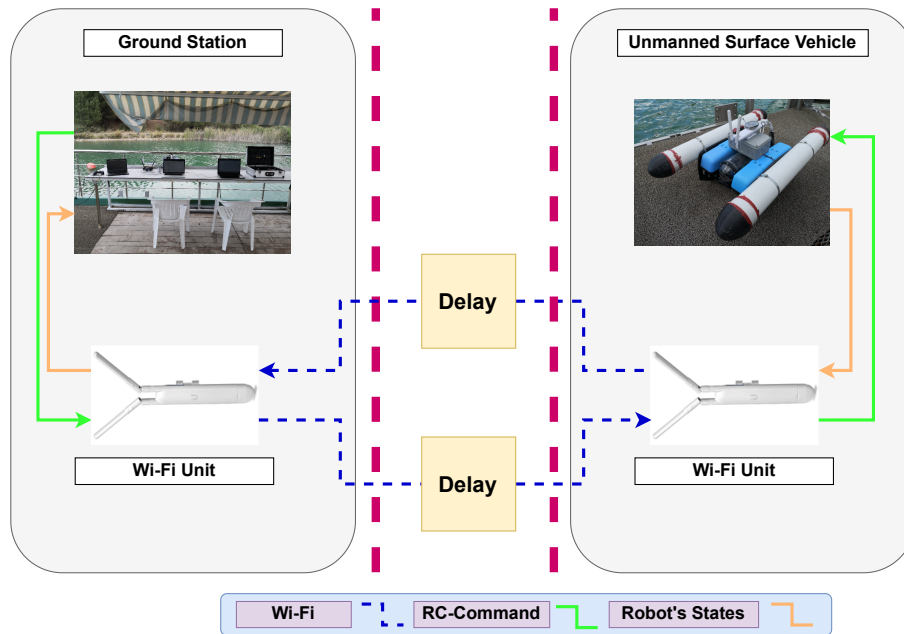 Ground Station
Unmanned Surface Vehicle
Delay
Delay
Wi-Fi Unit
Wi-Fi Unit
Wi-Fi
RC-Command
Robot's States